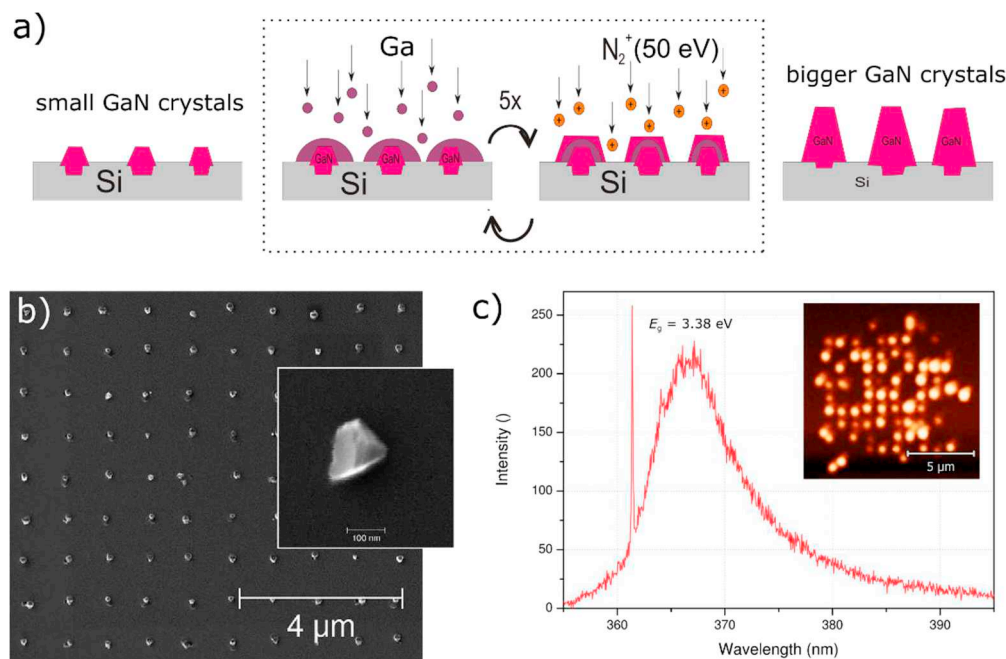 a)
small GaN crystals
Ga
5x
N₂⁺(50 eV)
bigger GaN crystals
GaN
GaN
GaN
Si
Si
Si
GaN
GaN
GaN
Si
+
+
+
+
+
+
+
b)
100 nm
4 µm
c)
Eg = 3.38 eV
5 µm
250
200
150
100
50
0
Intensity ()
360
370
380
390
Wavelength (nm)